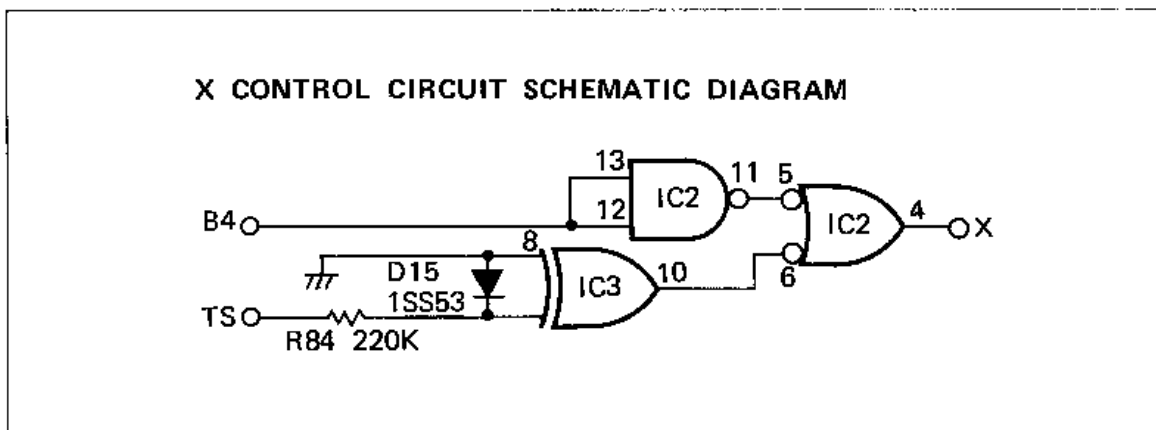 X CONTROL CIRCUIT SCHEMATIC DIAGRAM
13
11
5
IC2
B4
12
IC2
4
X
8
D15
10
6
IC3
1SS53
TS
R84 220K